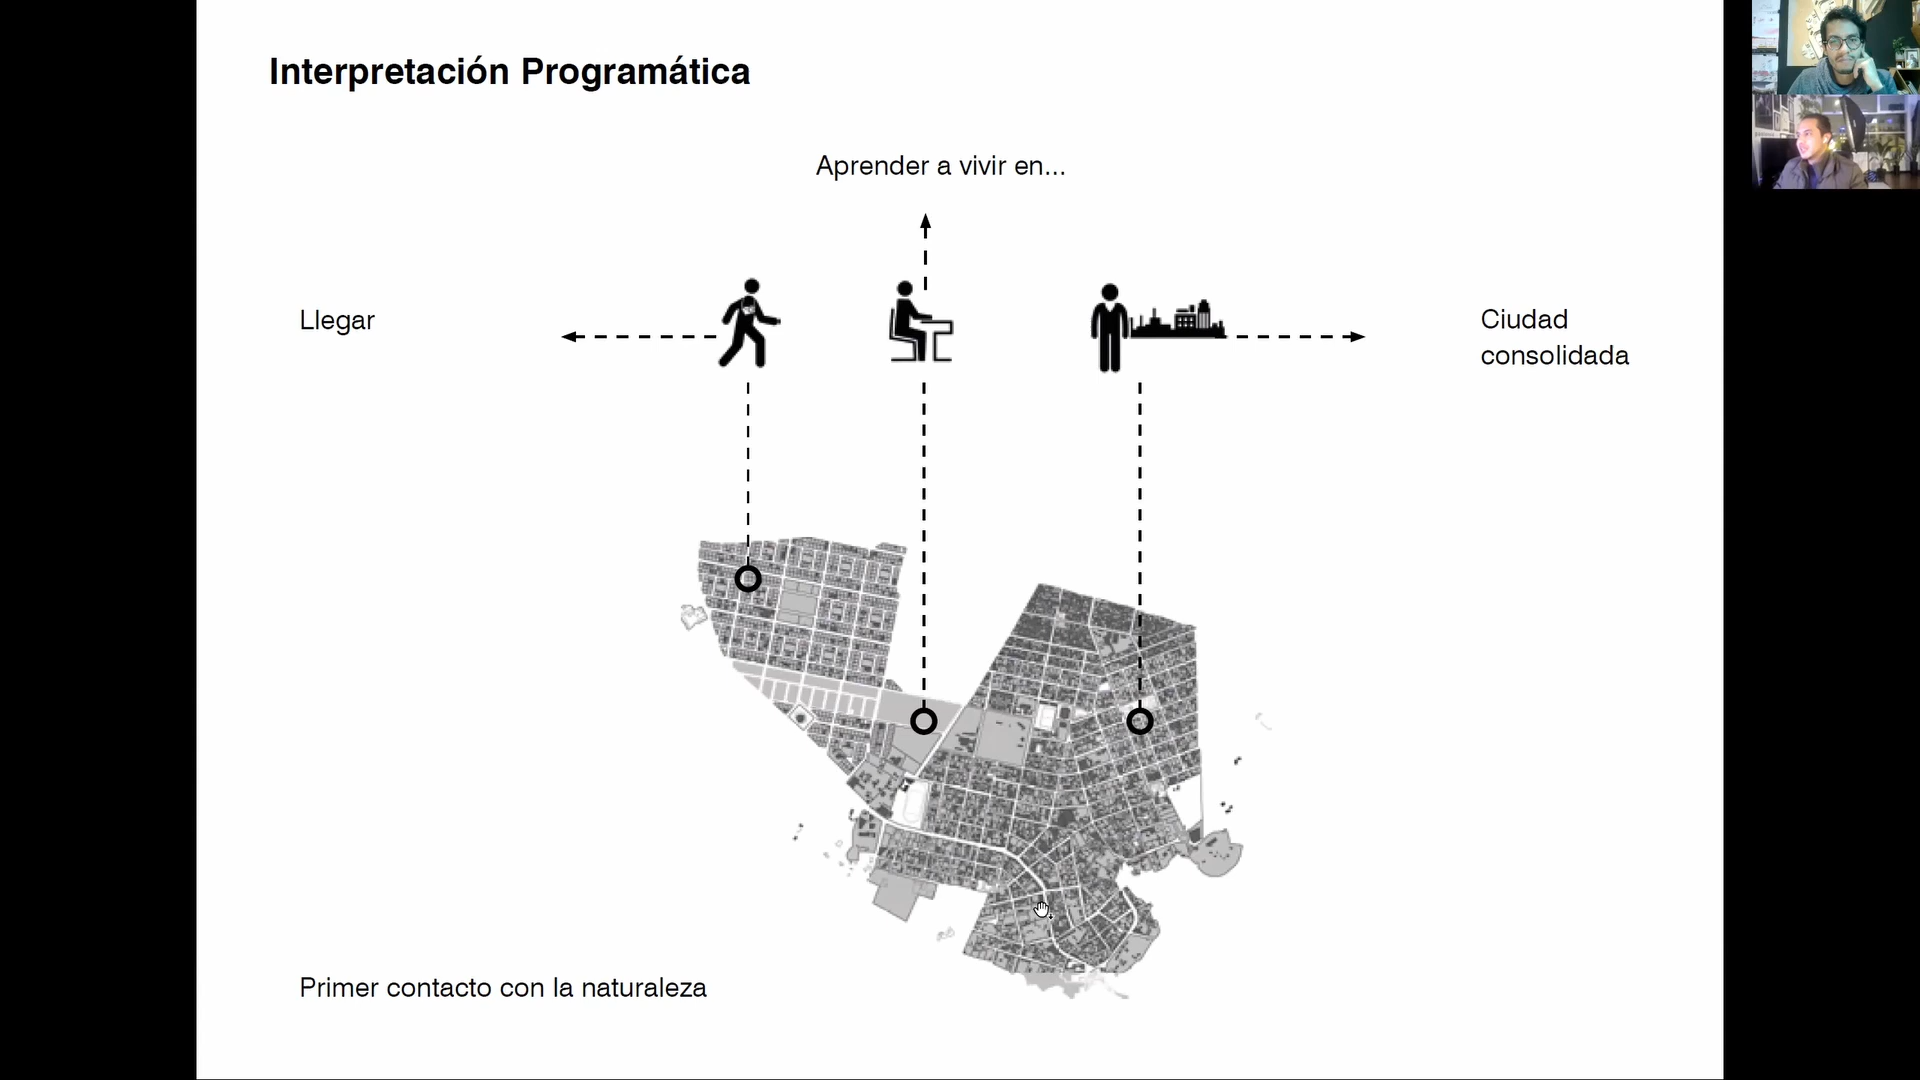 Interpretación Programática
Aprender a vivir en...
Llegar
Ciudad
consolidada
Primer contacto con la naturaleza